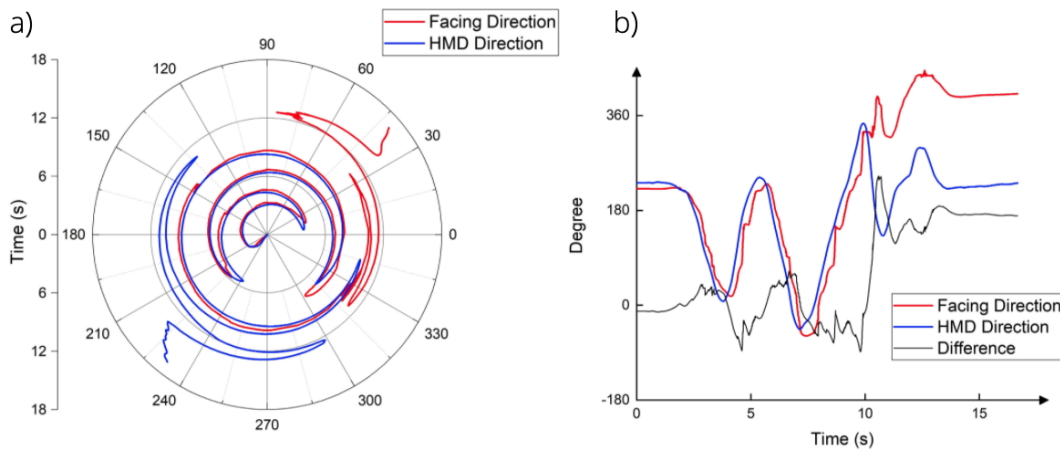 a)
Facing Direction
HMD Direction
Time (s)
18
12
6
0
6
12
18
90
60
30
0
330
300
270
240
210
180
150
120
b)
Degree
360
180
0
-180
0
5
10
15
Time (s)
Facing Direction
HMD Direction
Difference